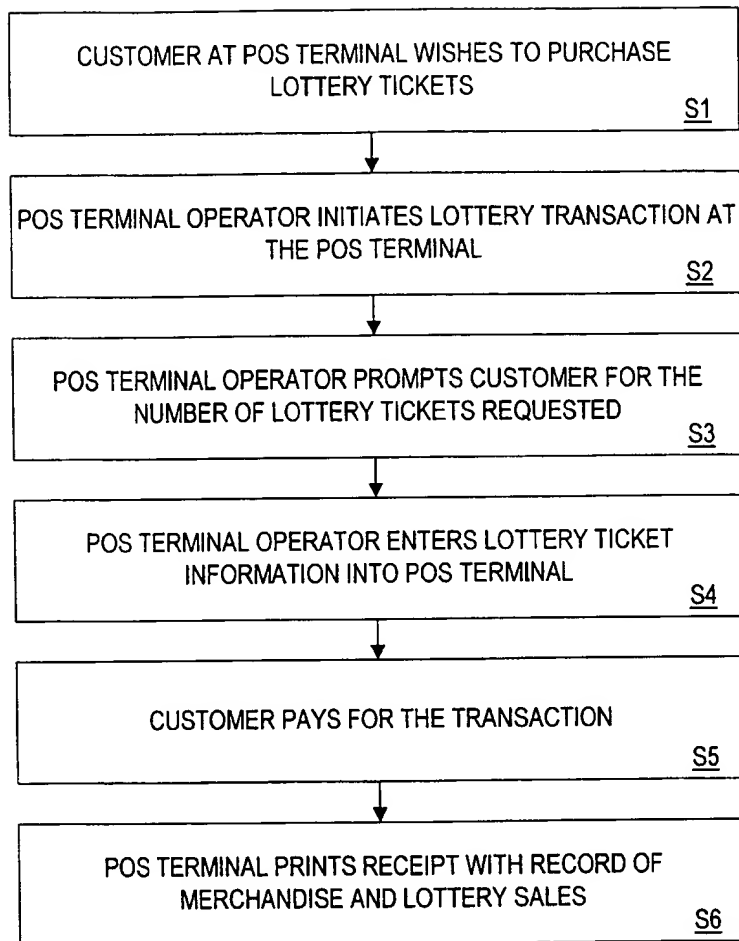 CUSTOMER AT POS TERMINAL WISHES TO PURCHASE
LOTTERY TICKETS
S1
POS TERMINAL OPERATOR INITIATES LOTTERY TRANSACTION AT
THE POS TERMINAL
S2
POS TERMINAL OPERATOR PROMPTS CUSTOMER FOR THE
NUMBER OF LOTTERY TICKETS REQUESTED
S3
POS TERMINAL OPERATOR ENTERS LOTTERY TICKET
INFORMATION INTO POS TERMINAL
S4
CUSTOMER PAYS FOR THE TRANSACTION
S5
POS TERMINAL PRINTS RECEIPT WITH RECORD OF
MERCHANDISE AND LOTTERY SALES
S6